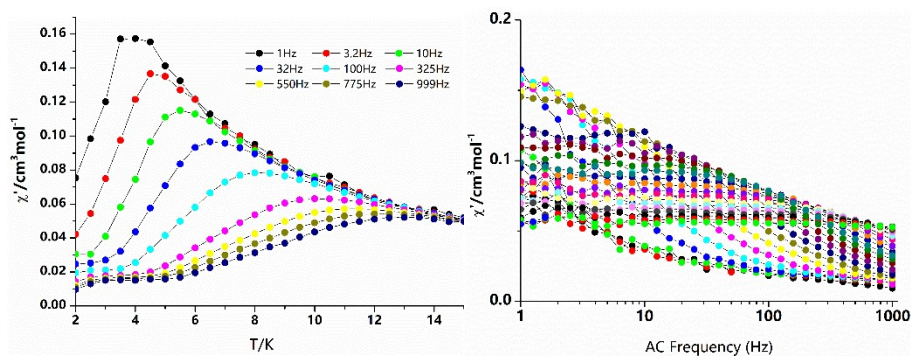 χ'/cm³mol⁻¹
0.16
0.14
0.12
0.10
0.08
0.06
0.04
0.02
0.00
1Hz 3.2Hz 10Hz
32Hz 100Hz 325Hz
550Hz 775Hz 999Hz
2 4 6 8 10 12 14
T/K
χ'/cm³mol⁻¹
0.2
0.1
0.0
1 10 100 1000
AC Frequency (Hz)